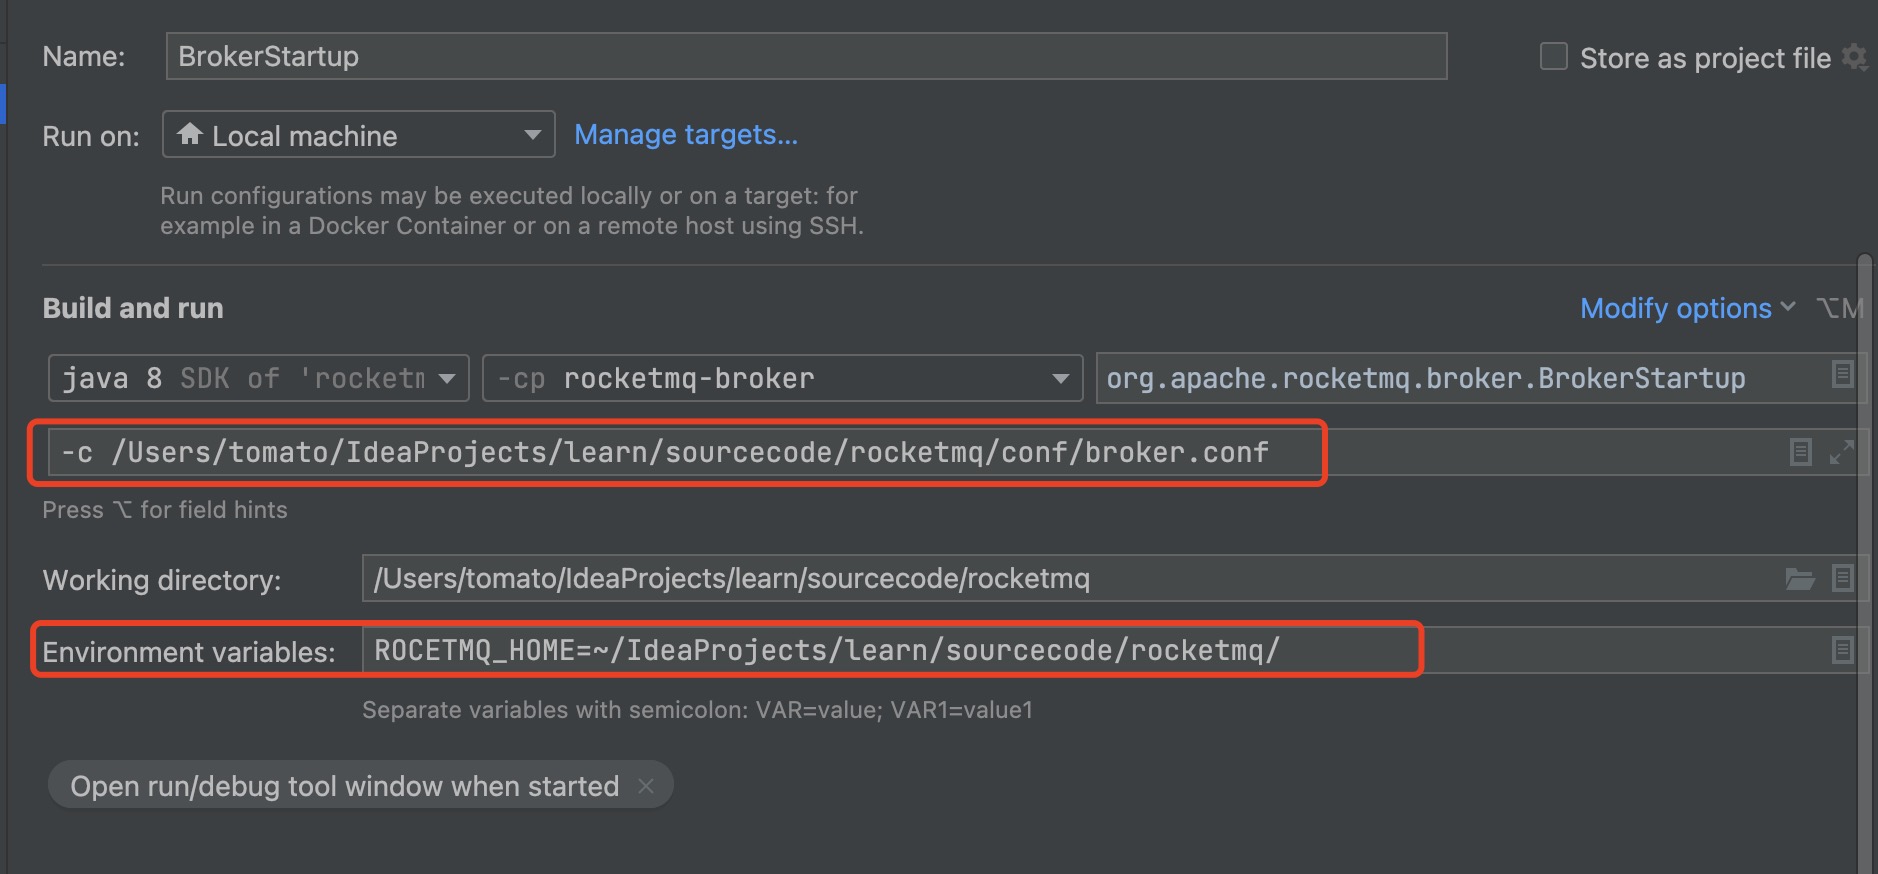 Name: BrokerStartup Store as project file
Run on: Local machine Manage targets...
Run configurations may be executed locally or on a target: for
example in a Docker Container or on a remote host using SSH.
Build and run Modify options ⌥M
java 8 SDK of 'rocketm -cp rocketmq-broker org.apache.rocketmq.broker.BrokerStartup
-c /Users/tomato/IdeaProjects/learn/sourcecode/rocketmq/conf/broker.conf
Press ⌥ for field hints
Working directory: /Users/tomato/IdeaProjects/learn/sourcecode/rocketmq
Environment variables: ROCETMQ_HOME=~/IdeaProjects/learn/sourcecode/rocketmq/
Separate variables with semicolon: VAR=value; VAR1=value1
Open run/debug tool window when started ×